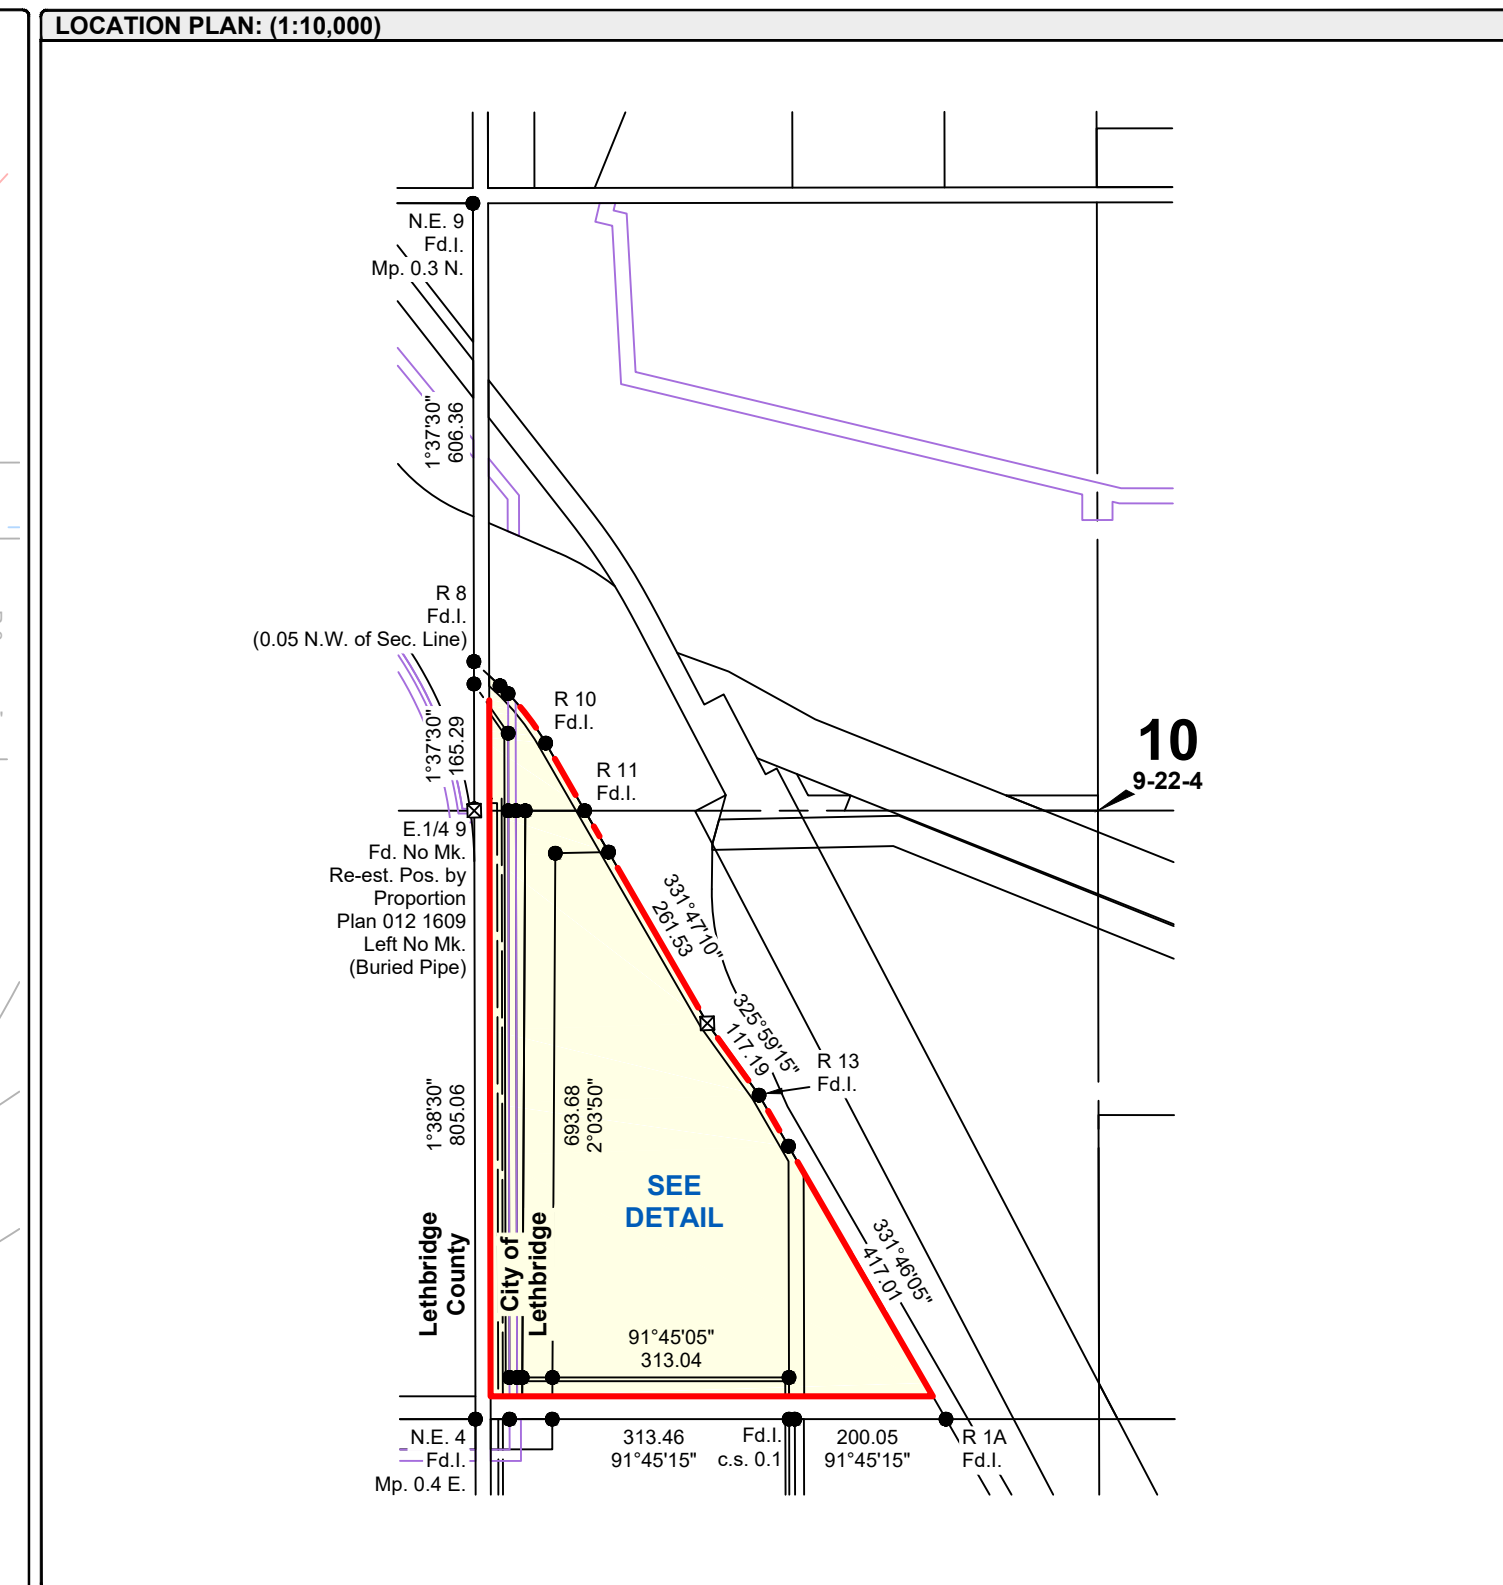 LOCATION PLAN: (1:10,000)
N.E. 9
Fd.I.
Mp. 0.3 N.
1°37'30"
606.36
R 8
Fd.I.
(0.05 N.W. of Sec. Line)
R 10
Fd.I.
1°37'30"
165.29
R 11
Fd.I.
10
9-22-4
E.1/4 9
Fd. No Mk.
Re-est. Pos. by
Proportion
Plan 012 1609
Left No Mk.
(Buried Pipe)
331°47'10"
261.53
325°59'15"
117.19
R 13
Fd.I.
1°38'30"
805.06
693.68
2°03'50"
SEE
DETAIL
Lethbridge
County
City of
Lethbridge
331°46'05"
417.01
91°45'05"
313.04
N.E. 4
Fd.I.
Mp. 0.4 E.
313.46
91°45'15"
Fd.I.
c.s. 0.1
200.05
91°45'15"
R 1A
Fd.I.